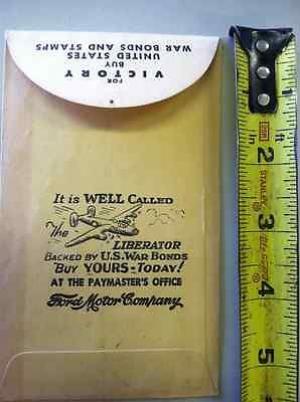 FOR
VICTORY
BUY
UNITED STATES
WAR BONDS AND STAMPS
It is WELL CALLED
The
LIBERATOR
BACKED BY U.S. WAR BONDS
Buy YOURS-TODAY!
AT THE PAYMASTER'S OFFICE
Ford Motor Company
2
STANLEY
3
4
5